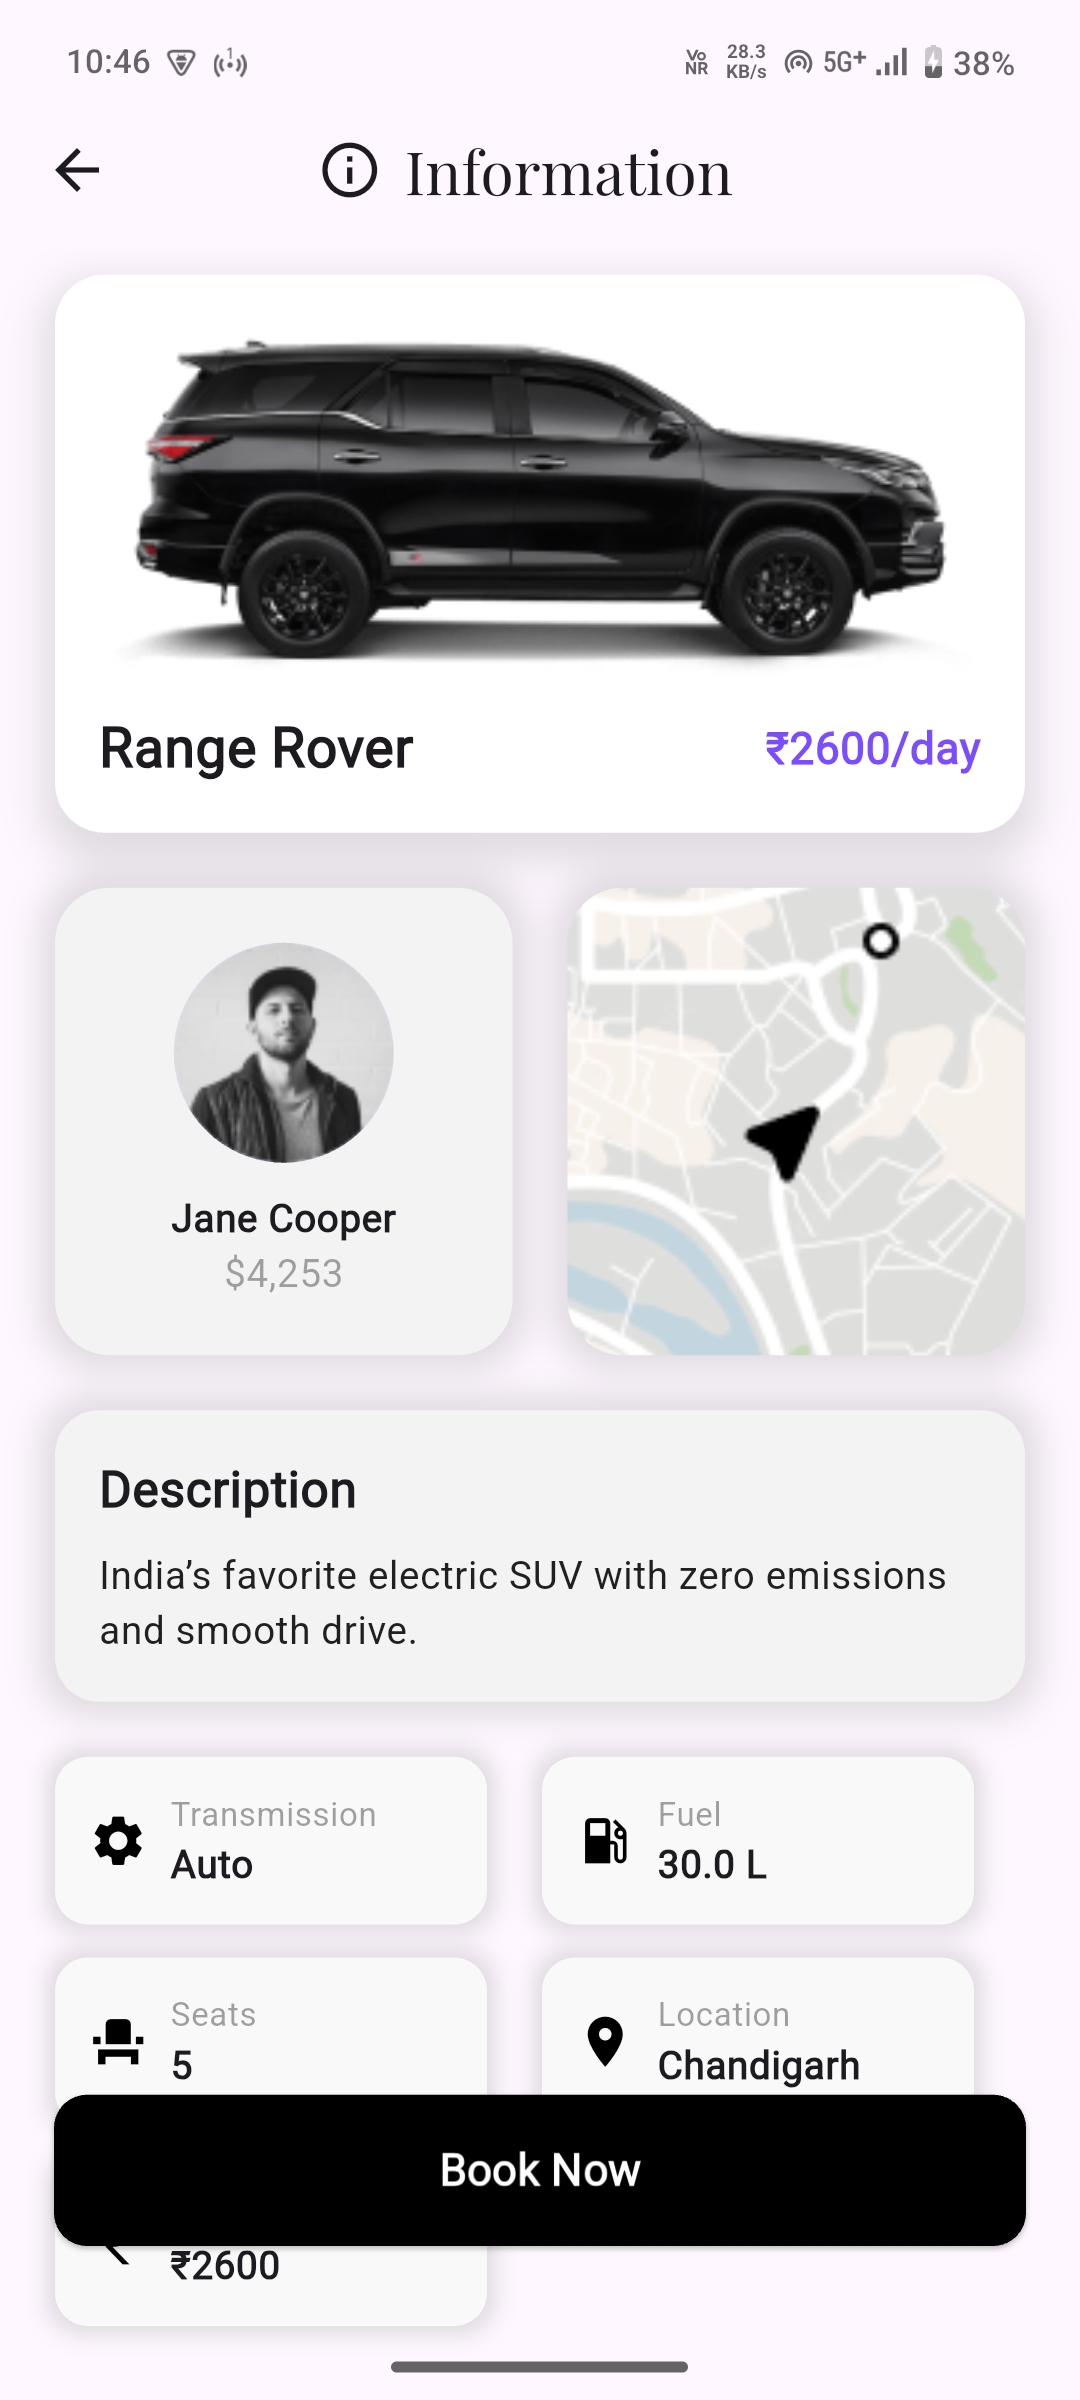 10:46
1
Vo
NR
28.3
KB/s
5G+
38%
Information
Range Rover
₹2600/day
Jane Cooper
$4,253
Description
India’s favorite electric SUV with zero emissions
and smooth drive.
Transmission
Auto
Fuel
30.0 L
Seats
5
Location
Chandigarh
Book Now
₹2600